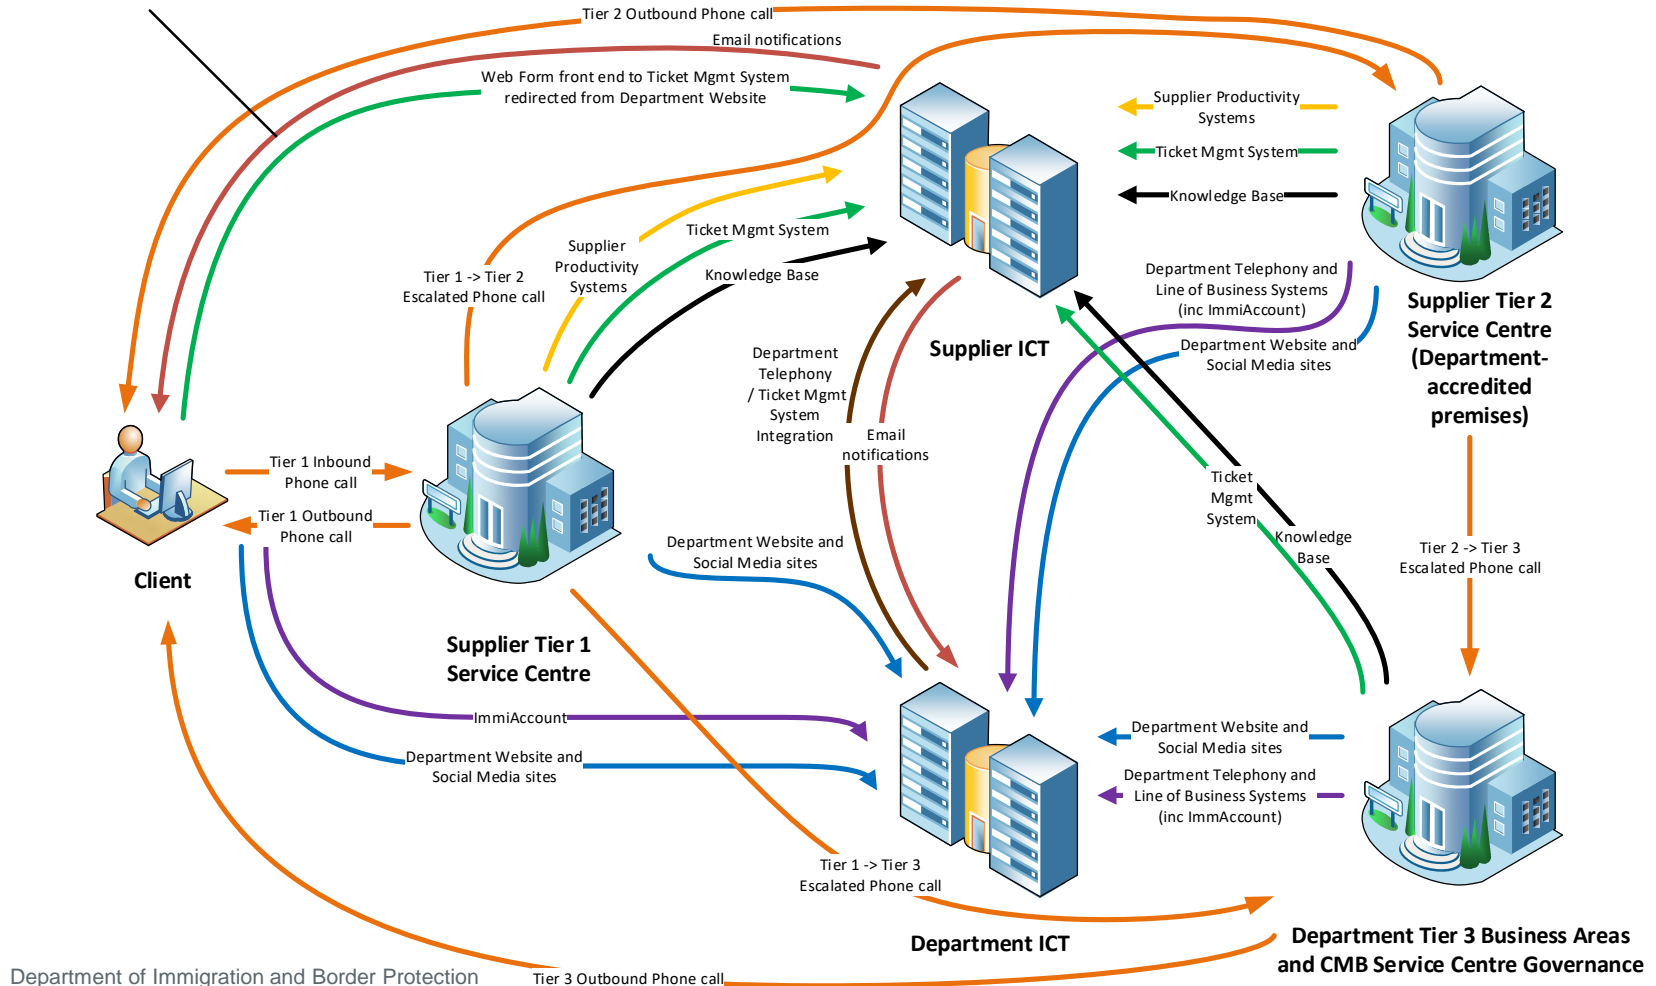 Tier 2 Outbound Phone call
Email notifications
Web Form front end to Ticket Mgmt System
redirected from Department Website
Supplier Productivity
Systems
Ticket Mgmt System
Knowledge Base
Tier 1 -> Tier 2
Escalated Phone call
Supplier
Productivity
Systems
Ticket Mgmt System
Knowledge Base
Department Telephony and
Line of Business Systems
(inc ImmiAccount)
Department Website and
Social Media sites
Supplier Tier 2
Service Centre
(Department-
accredited
premises)
Supplier ICT
Department
Telephony
/ Ticket Mgmt
System
Integration
Email
notifications
Tier 1 Inbound
Phone call
Tier 1 Outbound
Phone call
Client
Supplier Tier 1
Service Centre
Department Website and
Social Media sites
Ticket
Mgmt
System
Knowledge
Base
Tier 2 -> Tier 3
Escalated Phone call
ImmiAccount
Department Website and
Social Media sites
Department Website and
Social Media sites
Department Telephony and
Line of Business Systems
(inc ImmAccount)
Tier 1 -> Tier 3
Escalated Phone call
Department ICT
Department Tier 3 Business Areas
and CMB Service Centre Governance
Department of Immigration and Border Protection
Tier 3 Outbound Phone call